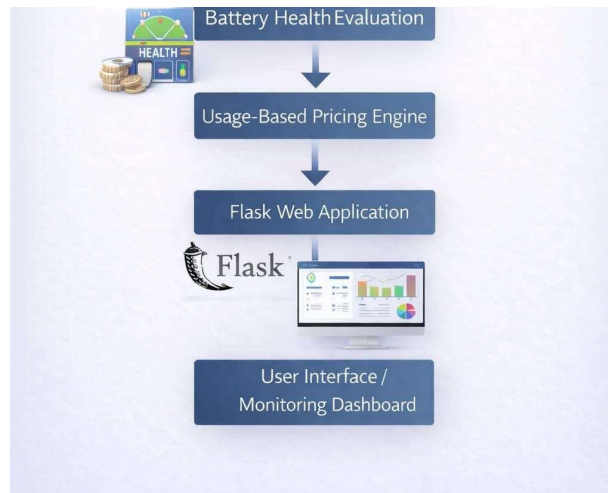 Battery Health Evaluation
HEALTH
Usage-Based Pricing Engine
Flask Web Application
Flask
User Interface /
Monitoring Dashboard